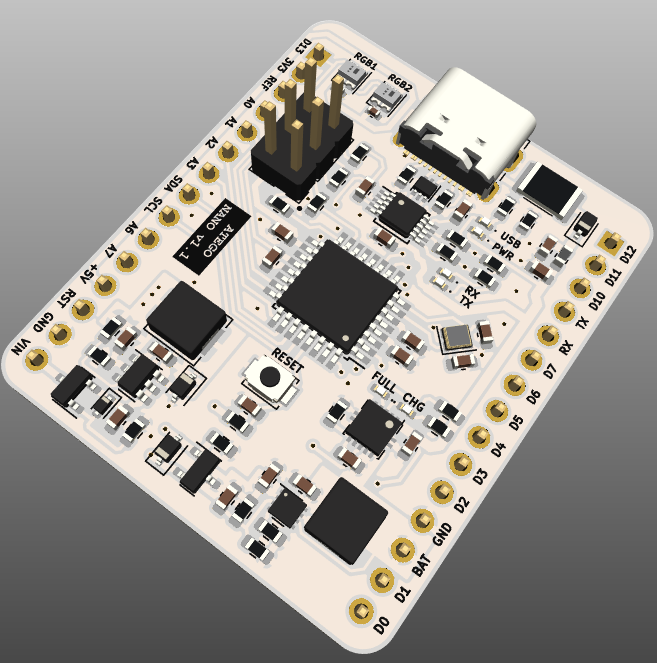 D13
3V3
REF
A0
A1
A2
A3
SDA
SCL
A6
A7
+5V
RST
GND
VIN
RGB1
RGB2
ATEGO
NANO V1.1
USB
PWR
RX
TX
RESET
FULL CHG
D12
D11
D10
TX
RX
D7
D6
D5
D4
D3
D2
GND
BAT
D1
D0